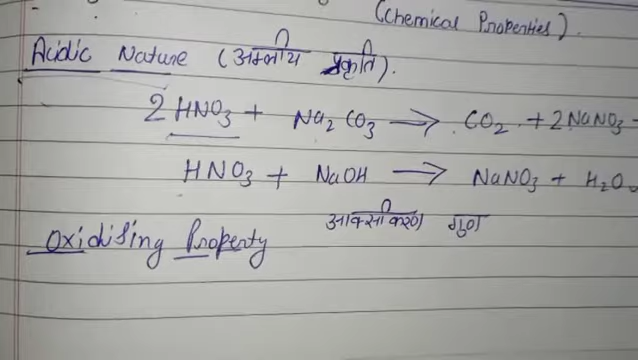 (Chemical Properties).
Acidic Nature (अम्लीय प्रकृति).
2HNO₃ + Na₂CO₃ → CO₂ + 2NaNO₃ +
HNO₃ + NaOH → NaNO₃ + H₂O
Oxidising Property आक्सीकरण गुण